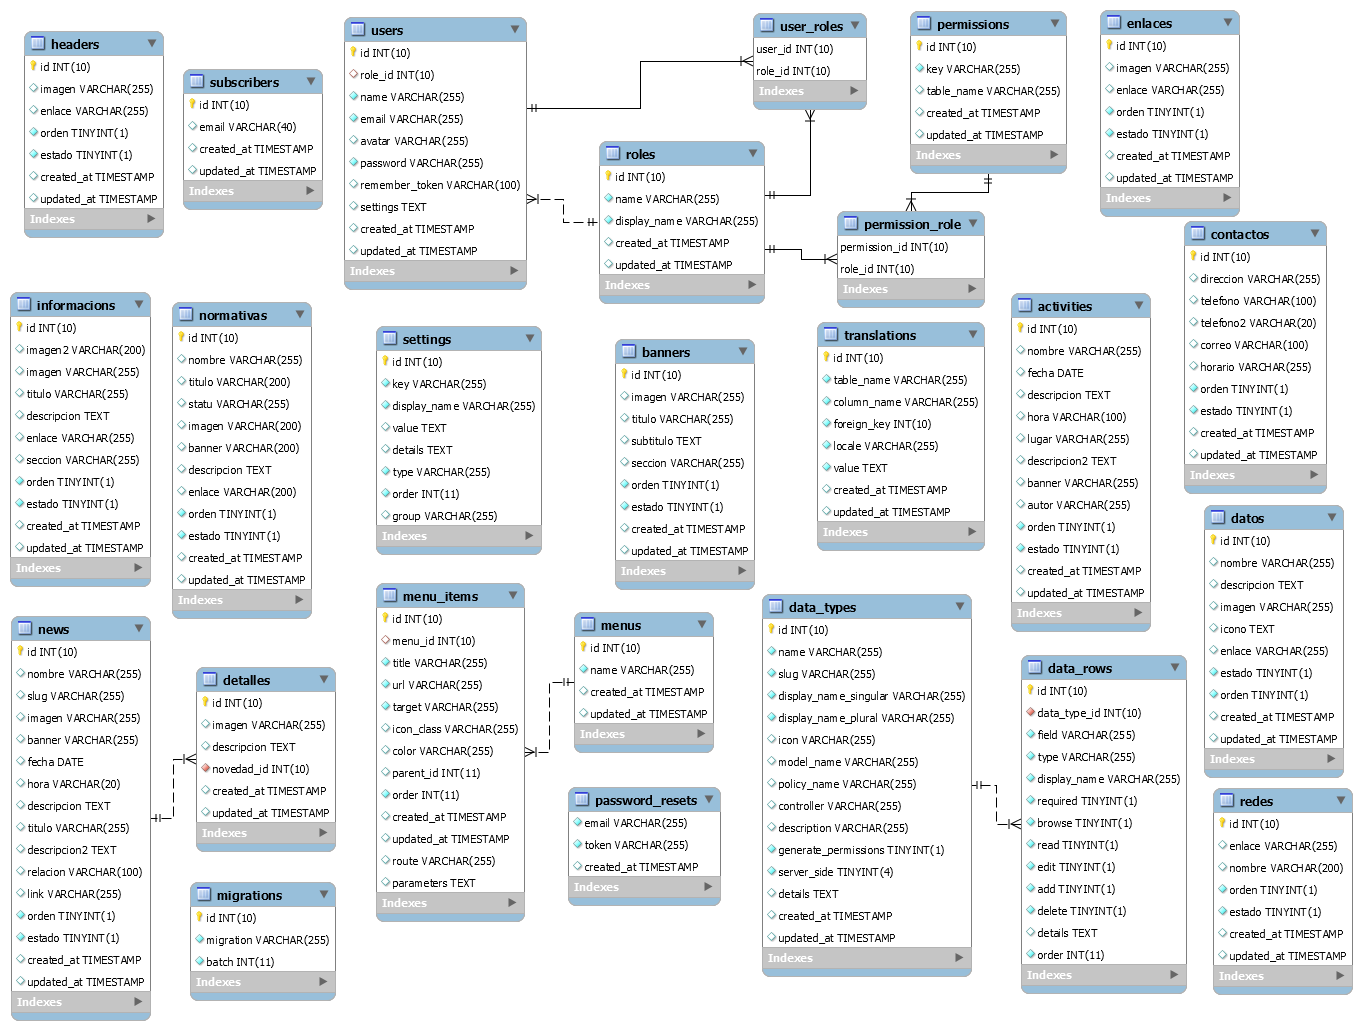 headers
id INT(10)
imagen VARCHAR(255)
enlace VARCHAR(255)
orden TINYINT(1)
estado TINYINT(1)
created_at TIMESTAMP
updated_at TIMESTAMP
Indexes
subscribers
id INT(10)
email VARCHAR(40)
created_at TIMESTAMP
updated_at TIMESTAMP
Indexes
users
id INT(10)
role_id INT(10)
name VARCHAR(255)
email VARCHAR(255)
avatar VARCHAR(255)
password VARCHAR(255)
remember_token VARCHAR(100)
settings TEXT
created_at TIMESTAMP
updated_at TIMESTAMP
Indexes
user_roles
user_id INT(10)
role_id INT(10)
Indexes
permissions
id INT(10)
key VARCHAR(255)
table_name VARCHAR(255)
created_at TIMESTAMP
updated_at TIMESTAMP
Indexes
enlaces
id INT(10)
imagen VARCHAR(255)
enlace VARCHAR(255)
orden TINYINT(1)
estado TINYINT(1)
created_at TIMESTAMP
updated_at TIMESTAMP
Indexes
roles
id INT(10)
name VARCHAR(255)
display_name VARCHAR(255)
created_at TIMESTAMP
updated_at TIMESTAMP
Indexes
permission_role
permission_id INT(10)
role_id INT(10)
Indexes
contactos
id INT(10)
direccion VARCHAR(255)
telefono VARCHAR(100)
telefono2 VARCHAR(20)
correo VARCHAR(100)
horario VARCHAR(255)
orden TINYINT(1)
estado TINYINT(1)
created_at TIMESTAMP
updated_at TIMESTAMP
Indexes
informacions
id INT(10)
imagen2 VARCHAR(200)
imagen VARCHAR(255)
titulo VARCHAR(255)
descripcion TEXT
enlace VARCHAR(255)
seccion VARCHAR(255)
orden TINYINT(1)
estado TINYINT(1)
created_at TIMESTAMP
updated_at TIMESTAMP
Indexes
normativas
id INT(10)
nombre VARCHAR(255)
titulo VARCHAR(200)
statu VARCHAR(255)
imagen VARCHAR(200)
banner VARCHAR(200)
descripcion TEXT
enlace VARCHAR(200)
orden TINYINT(1)
estado TINYINT(1)
created_at TIMESTAMP
updated_at TIMESTAMP
Indexes
settings
id INT(10)
key VARCHAR(255)
display_name VARCHAR(255)
value TEXT
details TEXT
type VARCHAR(255)
order INT(11)
group VARCHAR(255)
Indexes
banners
id INT(10)
imagen VARCHAR(255)
titulo VARCHAR(255)
subtitulo TEXT
seccion VARCHAR(255)
orden TINYINT(1)
estado TINYINT(1)
created_at TIMESTAMP
updated_at TIMESTAMP
Indexes
translations
id INT(10)
table_name VARCHAR(255)
column_name VARCHAR(255)
foreign_key INT(10)
locale VARCHAR(255)
value TEXT
created_at TIMESTAMP
updated_at TIMESTAMP
Indexes
activities
id INT(10)
nombre VARCHAR(255)
fecha DATE
descripcion TEXT
hora VARCHAR(100)
lugar VARCHAR(255)
descripcion2 TEXT
banner VARCHAR(255)
autor VARCHAR(255)
orden TINYINT(1)
estado TINYINT(1)
created_at TIMESTAMP
updated_at TIMESTAMP
Indexes
datos
id INT(10)
nombre VARCHAR(255)
descripcion TEXT
imagen VARCHAR(255)
icono TEXT
enlace VARCHAR(255)
estado TINYINT(1)
orden TINYINT(1)
created_at TIMESTAMP
updated_at TIMESTAMP
Indexes
news
id INT(10)
nombre VARCHAR(255)
slug VARCHAR(255)
imagen VARCHAR(255)
banner VARCHAR(255)
fecha DATE
hora VARCHAR(20)
descripcion TEXT
titulo VARCHAR(255)
descripcion2 TEXT
relacion VARCHAR(100)
link VARCHAR(255)
orden TINYINT(1)
estado TINYINT(1)
created_at TIMESTAMP
updated_at TIMESTAMP
Indexes
detalles
id INT(10)
imagen VARCHAR(255)
descripcion TEXT
novedad_id INT(10)
created_at TIMESTAMP
updated_at TIMESTAMP
Indexes
migrations
id INT(10)
migration VARCHAR(255)
batch INT(11)
Indexes
menu_items
id INT(10)
menu_id INT(10)
title VARCHAR(255)
url VARCHAR(255)
target VARCHAR(255)
icon_class VARCHAR(255)
color VARCHAR(255)
parent_id INT(11)
order INT(11)
created_at TIMESTAMP
updated_at TIMESTAMP
route VARCHAR(255)
parameters TEXT
Indexes
menus
id INT(10)
name VARCHAR(255)
created_at TIMESTAMP
updated_at TIMESTAMP
Indexes
password_resets
email VARCHAR(255)
token VARCHAR(255)
created_at TIMESTAMP
Indexes
data_types
id INT(10)
name VARCHAR(255)
slug VARCHAR(255)
display_name_singular VARCHAR(255)
display_name_plural VARCHAR(255)
icon VARCHAR(255)
model_name VARCHAR(255)
policy_name VARCHAR(255)
controller VARCHAR(255)
description VARCHAR(255)
generate_permissions TINYINT(1)
server_side TINYINT(4)
details TEXT
created_at TIMESTAMP
updated_at TIMESTAMP
Indexes
data_rows
id INT(10)
data_type_id INT(10)
field VARCHAR(255)
type VARCHAR(255)
display_name VARCHAR(255)
required TINYINT(1)
browse TINYINT(1)
read TINYINT(1)
edit TINYINT(1)
add TINYINT(1)
delete TINYINT(1)
details TEXT
order INT(11)
Indexes
redes
id INT(10)
enlace VARCHAR(255)
nombre VARCHAR(200)
orden TINYINT(1)
estado TINYINT(1)
created_at TIMESTAMP
updated_at TIMESTAMP
Indexes